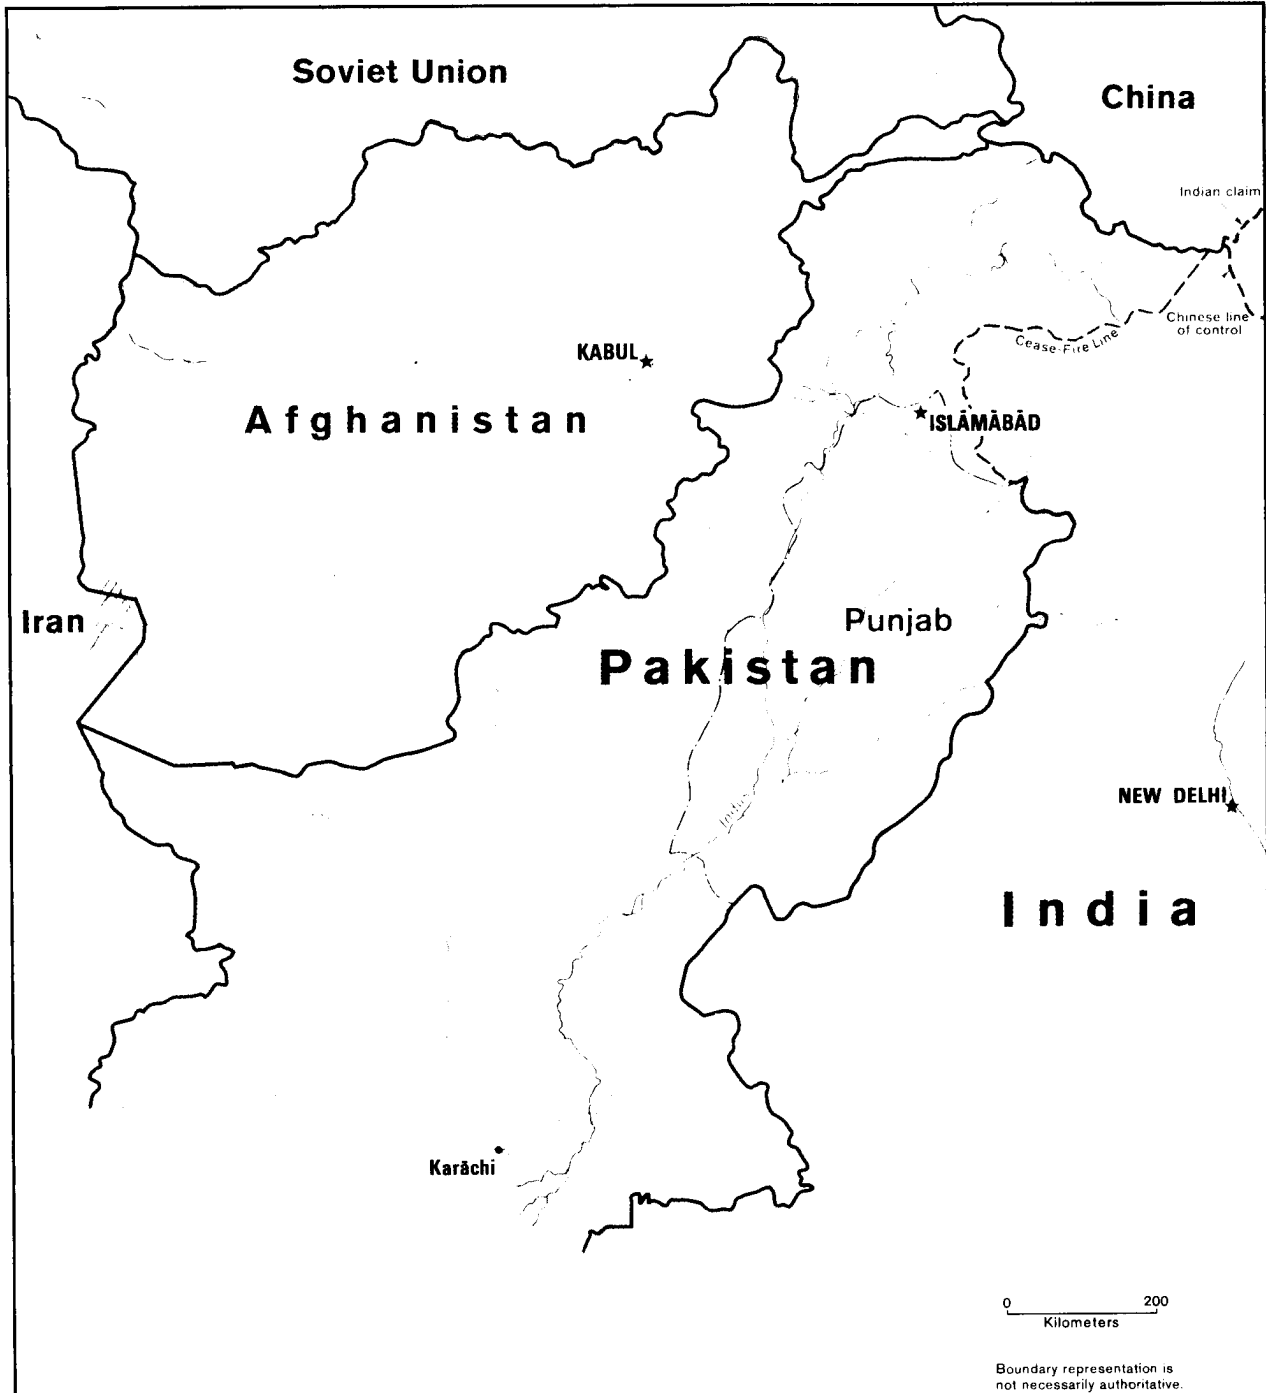 Soviet Union
China
Indian claim
Chinese line
of control
Cease-Fire Line
KABUL
Afghanistan
ISLĀMĀBĀD
Iran
Punjab
Pakistan
NEW DELHI
Indus
India
Karāchi
0 200
Kilometers
Boundary representation is
not necessarily authoritative.